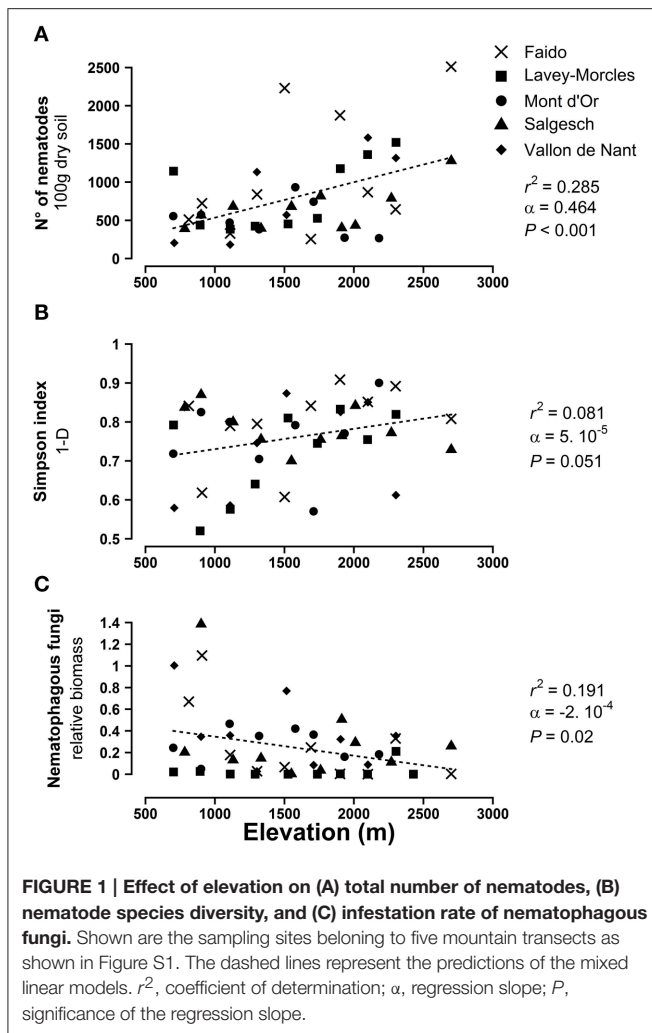 A
N° of nematodes
100g dry soil
2500
2000
1500
1000
500
0
500 1000 1500 2000 2500 3000
Faido
Lavey-Morcles
Mont d'Or
Salgesch
Vallon de Nant
r² = 0.285
α = 0.464
P < 0.001
B
Simpson index
1-D
1
0.9
0.8
0.7
0.6
0.5
500 1000 1500 2000 2500 3000
r² = 0.081
α = 5. 10⁻⁵
P = 0.051
C
Nematophagous fungi
relative biomass
1.4
1.2
1
0.8
0.6
0.4
0.2
0
500 1000 1500 2000 2500 3000
Elevation (m)
r² = 0.191
α = -2. 10⁻⁴
P = 0.02
FIGURE 1 | Effect of elevation on (A) total number of nematodes, (B)
nematode species diversity, and (C) infestation rate of nematophagous
fungi. Shown are the sampling sites beloning to five mountain transects as
shown in Figure S1. The dashed lines represent the predictions of the mixed
linear models. r², coefficient of determination; α, regression slope; P,
significance of the regression slope.